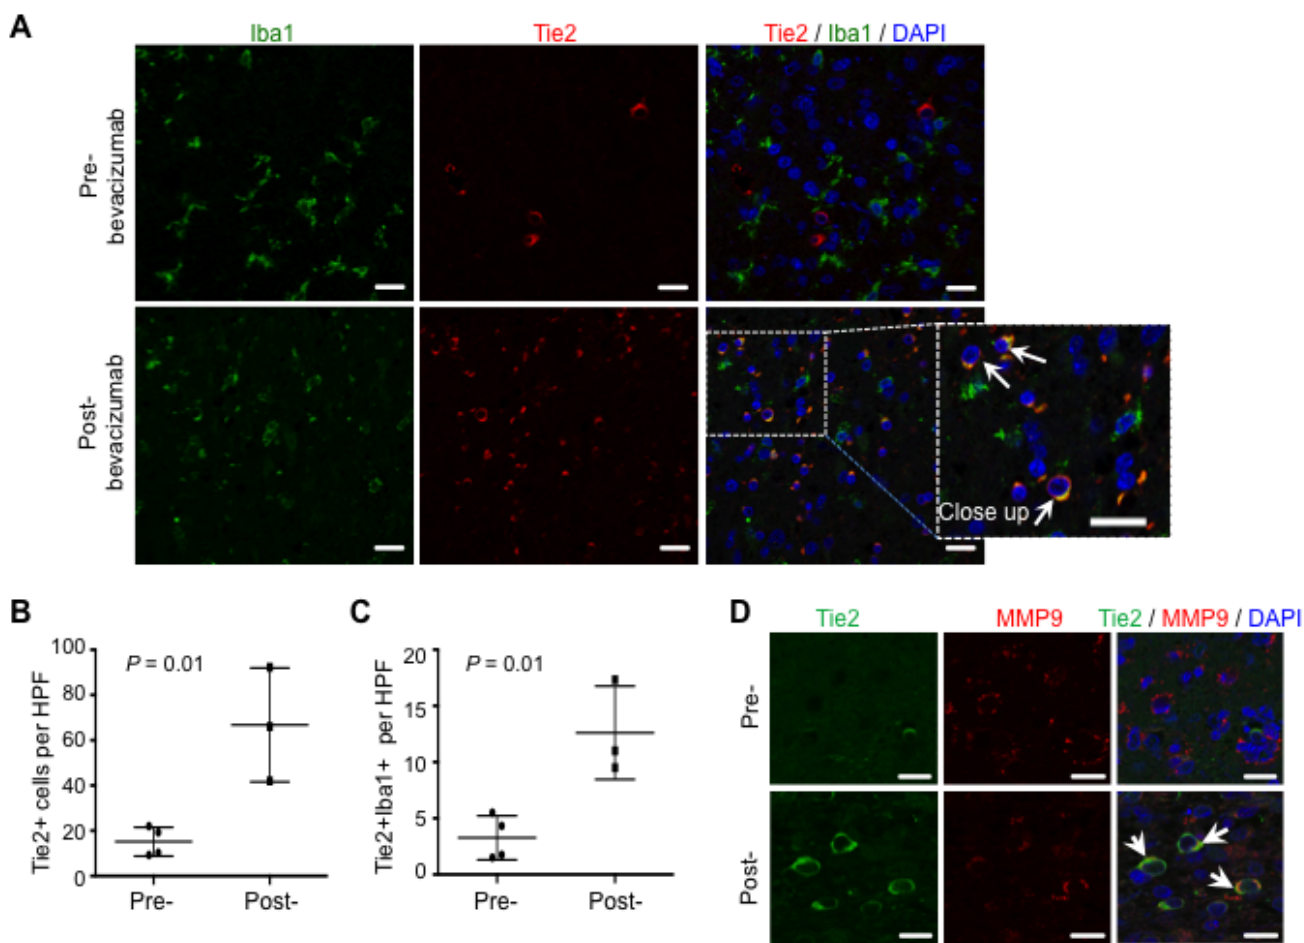 A
Iba1
Tie2
Tie2 / Iba1 / DAPI
Pre-
bevacizumab
Post-
bevacizumab
Close up
B
Tie2+ cells per HPF
100
80
60
40
20
0
P = 0.01
Pre-
Post-
C
Tie2+Iba1+ per HPF
20
15
10
5
0
P = 0.01
Pre-
Post-
D
Tie2
MMP9
Tie2 / MMP9 / DAPI
Pre-
Post-